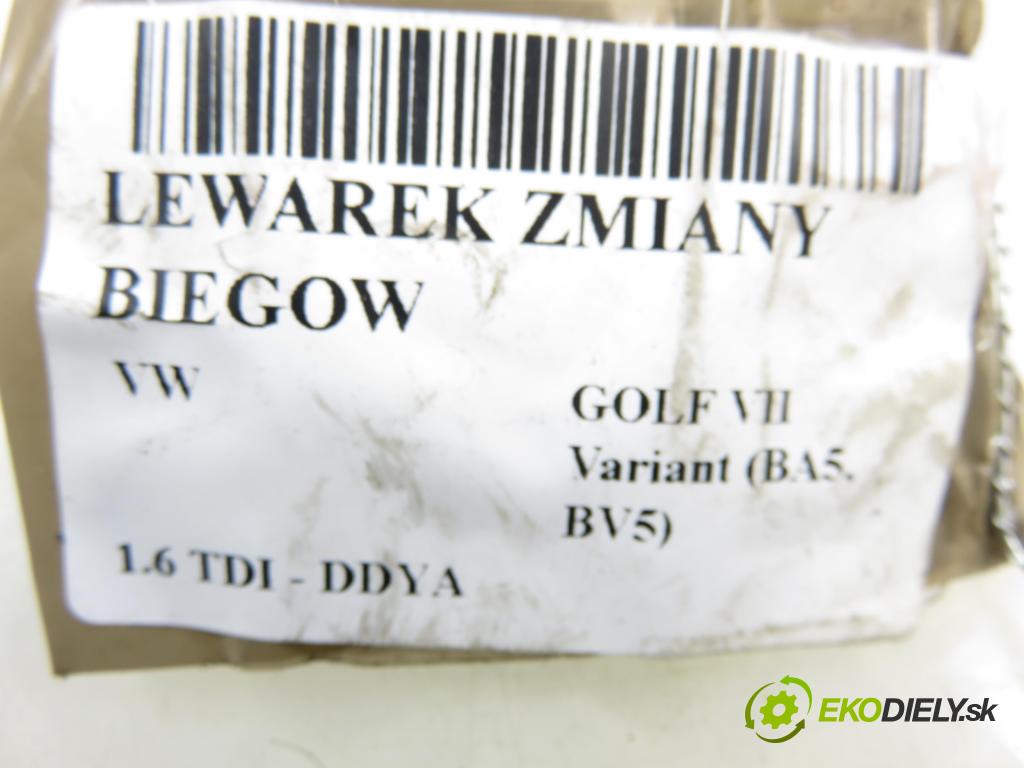 LEWAREK ZMIANY
BIEGOW
VW
GOLF VII
Variant (BA5,
BV5)
1.6 TDI - DDYA
EKODIELY.sk